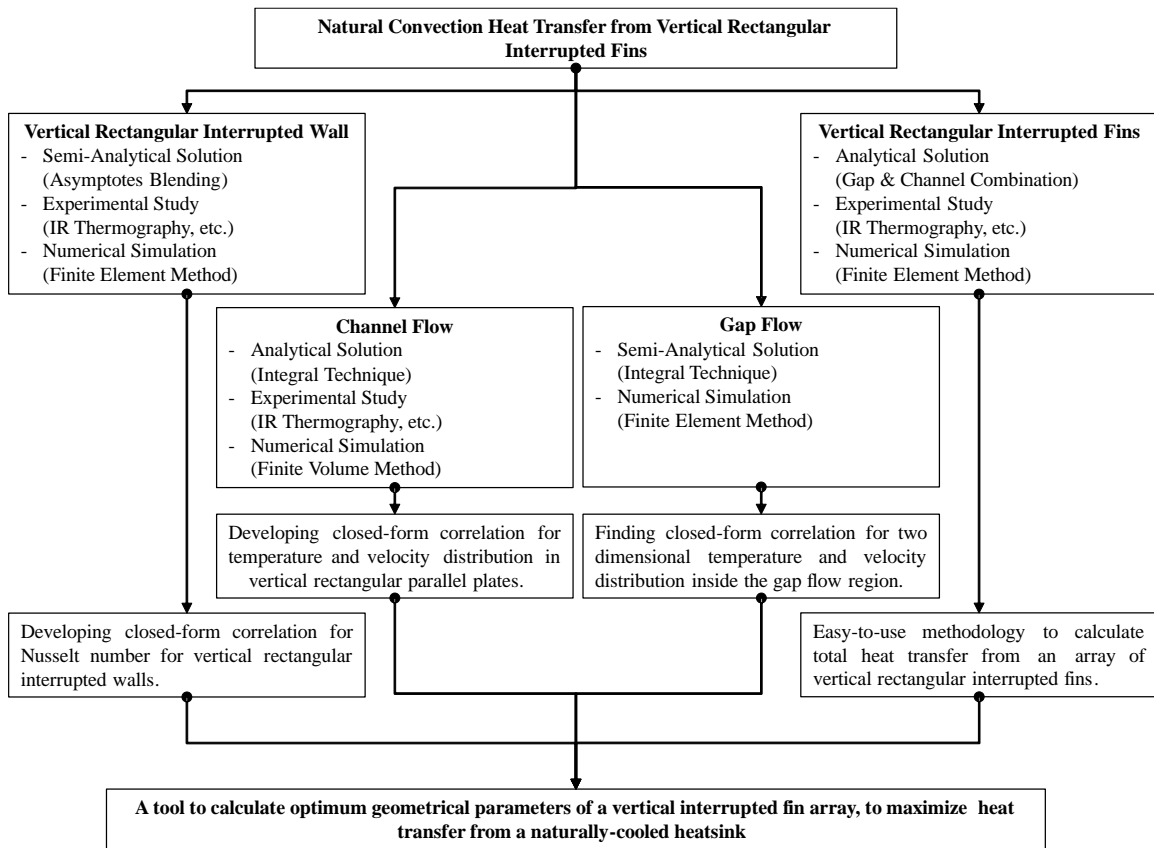 Natural Convection Heat Transfer from Vertical Rectangular
Interrupted Fins
Vertical Rectangular Interrupted Wall
- Semi-Analytical Solution
(Asymptotes Blending)
- Experimental Study
(IR Thermography, etc.)
- Numerical Simulation
(Finite Element Method)
Vertical Rectangular Interrupted Fins
- Analytical Solution
(Gap & Channel Combination)
- Experimental Study
(IR Thermography, etc.)
- Numerical Simulation
(Finite Element Method)
Channel Flow
- Analytical Solution
(Integral Technique)
- Experimental Study
(IR Thermography, etc.)
- Numerical Simulation
(Finite Volume Method)
Gap Flow
- Semi-Analytical Solution
(Integral Technique)
- Numerical Simulation
(Finite Element Method)
Developing closed-form correlation for
temperature and velocity distribution in
vertical rectangular parallel plates.
Finding closed-form correlation for two
dimensional temperature and velocity
distribution inside the gap flow region.
Developing closed-form correlation for
Nusselt number for vertical rectangular
interrupted walls.
Easy-to-use methodology to calculate
total heat transfer from an array of
vertical rectangular interrupted fins.
A tool to calculate optimum geometrical parameters of a vertical interrupted fin array, to maximize heat
transfer from a naturally-cooled heatsink